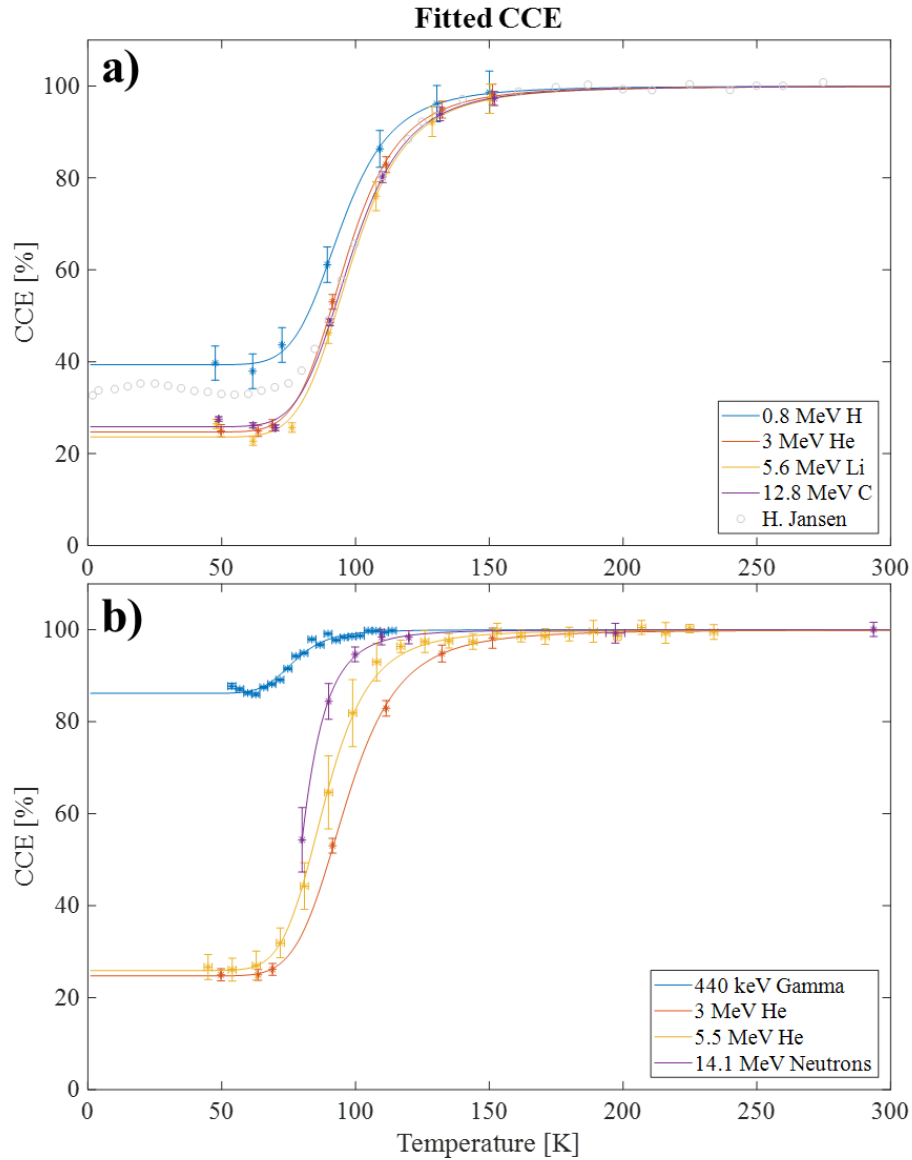 Fitted CCE
a)
100
80
60
40
20
0
CCE [%]
0 50 100 150 200 250 300
0.8 MeV H
3 MeV He
5.6 MeV Li
12.8 MeV C
H. Jansen
b)
100
80
60
40
20
0
CCE [%]
440 keV Gamma
3 MeV He
5.5 MeV He
14.1 MeV Neutrons
0 50 100 150 200 250 300
Temperature [K]